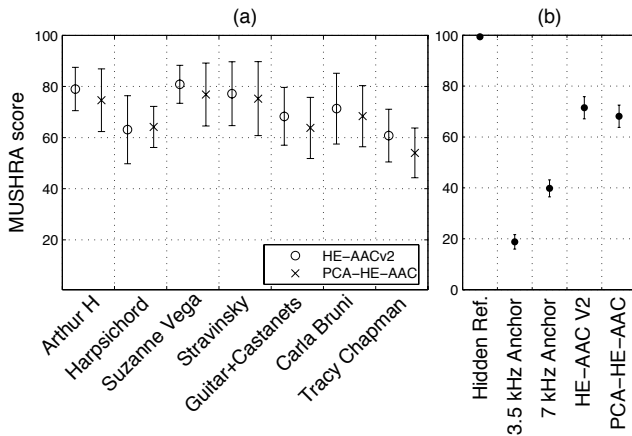 (a)
(b)
MUSHRA score
100
80
60
40
20
HE−AACv2
PCA−HE−AAC
Arthur H
Harpsichord
Suzanne Vega
Stravinsky
Guitar+Castanets
Carla Bruni
Tracy Chapman
100
80
60
40
20
0
Hidden Ref.
3.5 kHz Anchor
7 kHz Anchor
HE−AAC V2
PCA−HE−AAC